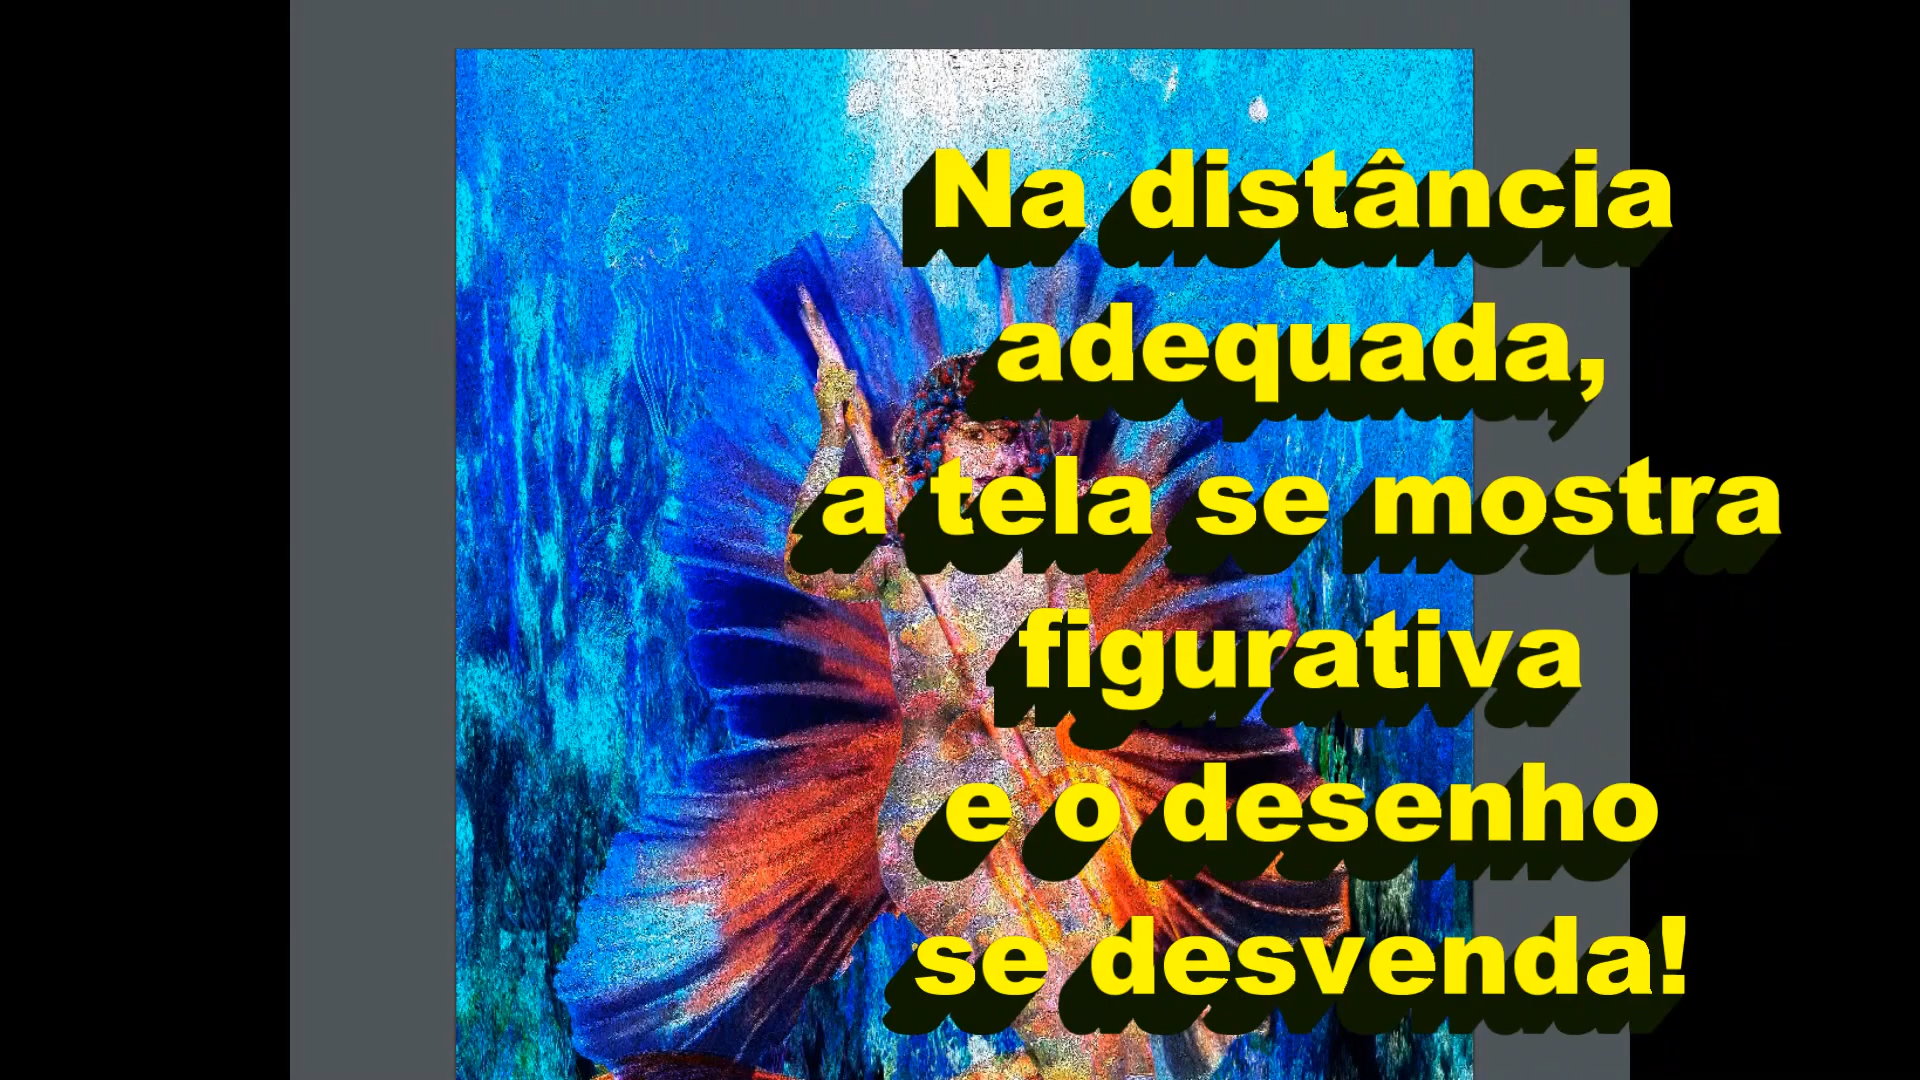 Na distância
adequada,
a tela se mostra
figurativa
e o desenho
se desvenda!